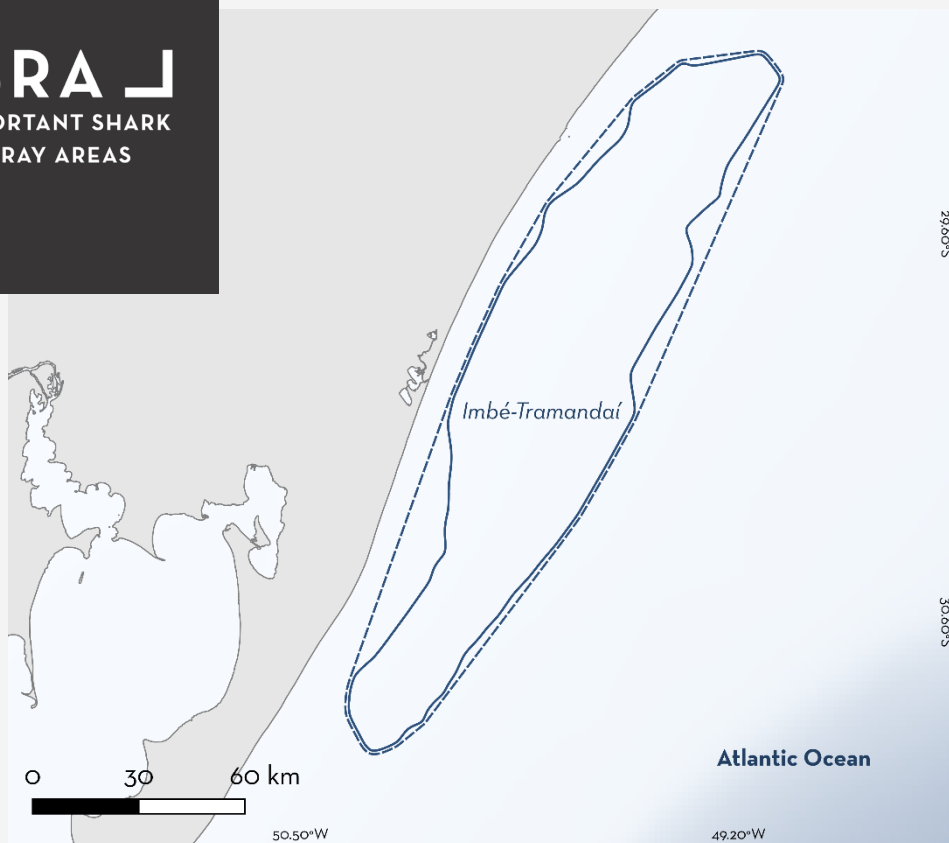 RA
ORTANT SHARK
RAY AREAS
29.60°S
Imbé-Tramandaí
30.60°S
Atlantic Ocean
0 30 60 km
50.50°W 49.20°W